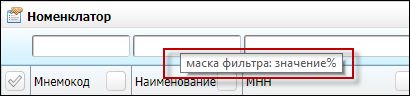 Номенклатор
маска фильтра: значение%
Мнемокод Наименование МНН